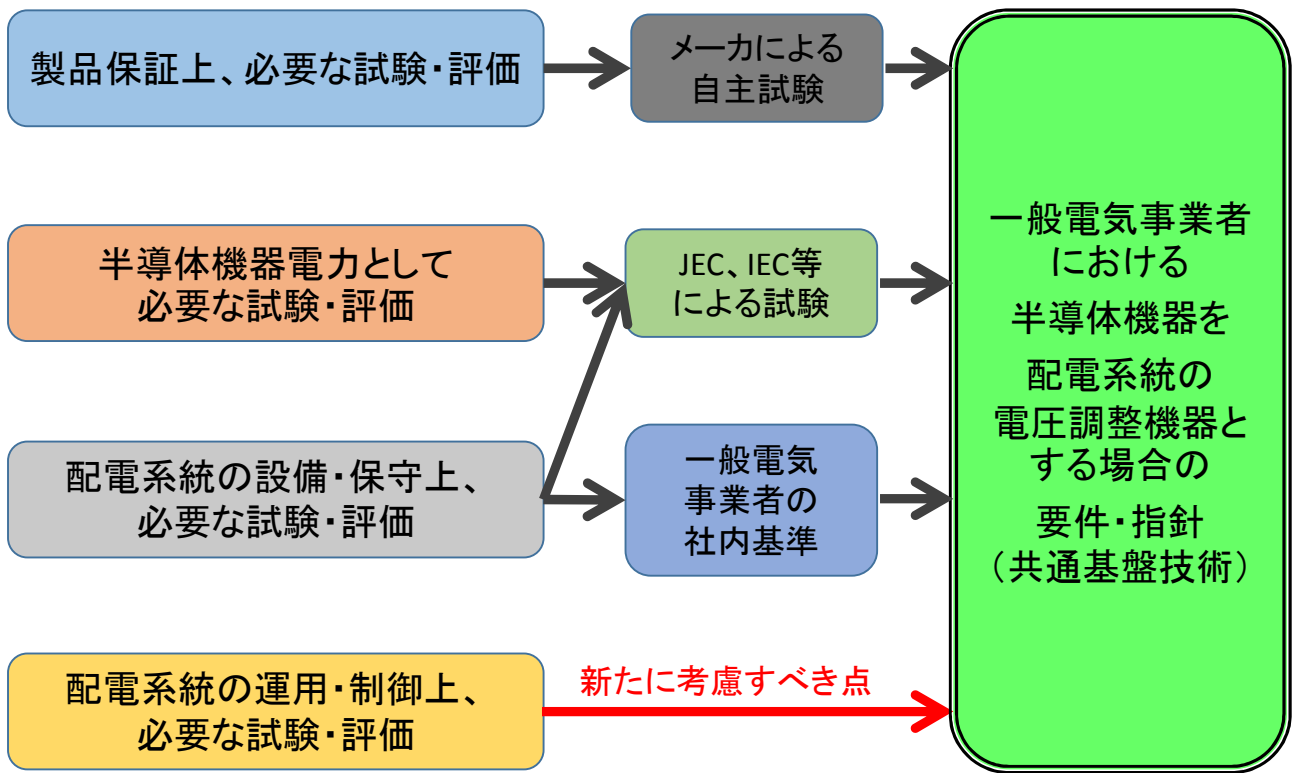 製品保証上、必要な試験・評価
メーカによる
自主試験
半導体機器電力として
必要な試験・評価
JEC、IEC等
による試験
配電系統の設備・保守上、
必要な試験・評価
一般電気
事業者の
社内基準
配電系統の運用・制御上、
必要な試験・評価
新たに考慮すべき点
一般電気事業者
における
半導体機器を
配電系統の
電圧調整機器と
する場合の
要件・指針
（共通基盤技術）